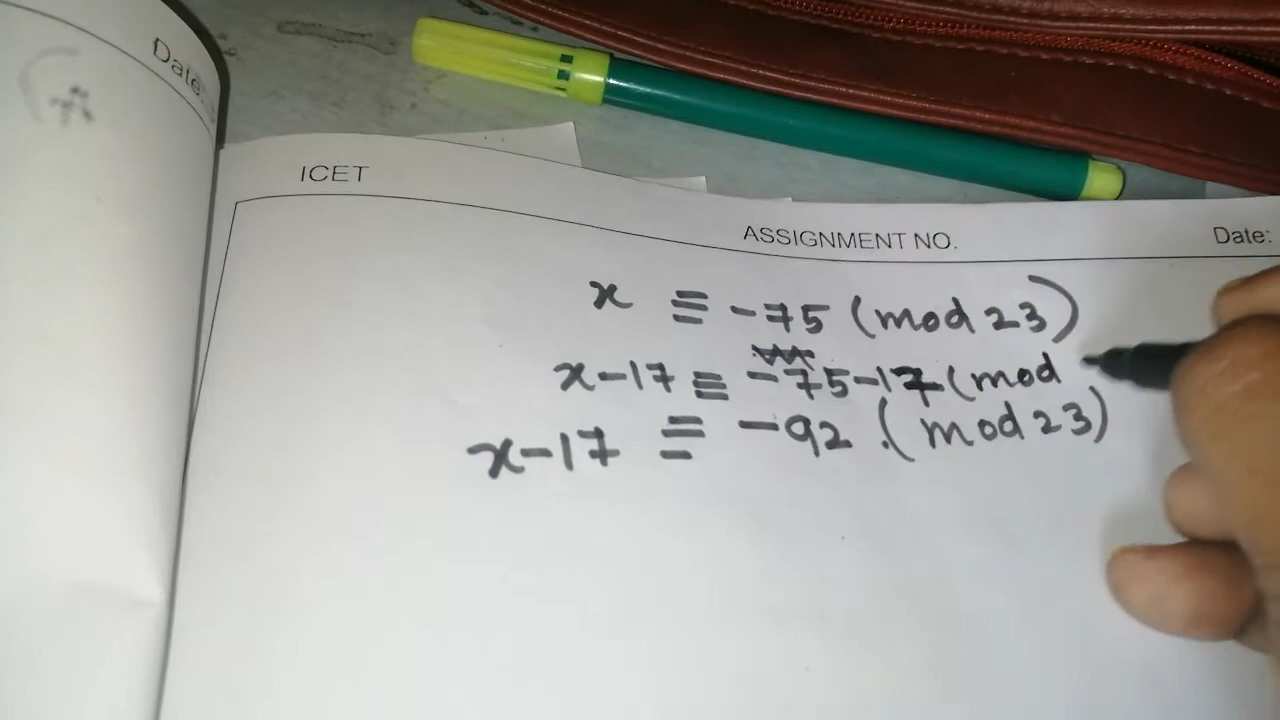 Date:
ICET
ASSIGNMENT NO.
Date:
x ≡ -75 (mod 23)
x-17 ≡ -75-17 (mod
x-17 ≡ -92 .(mod 23)